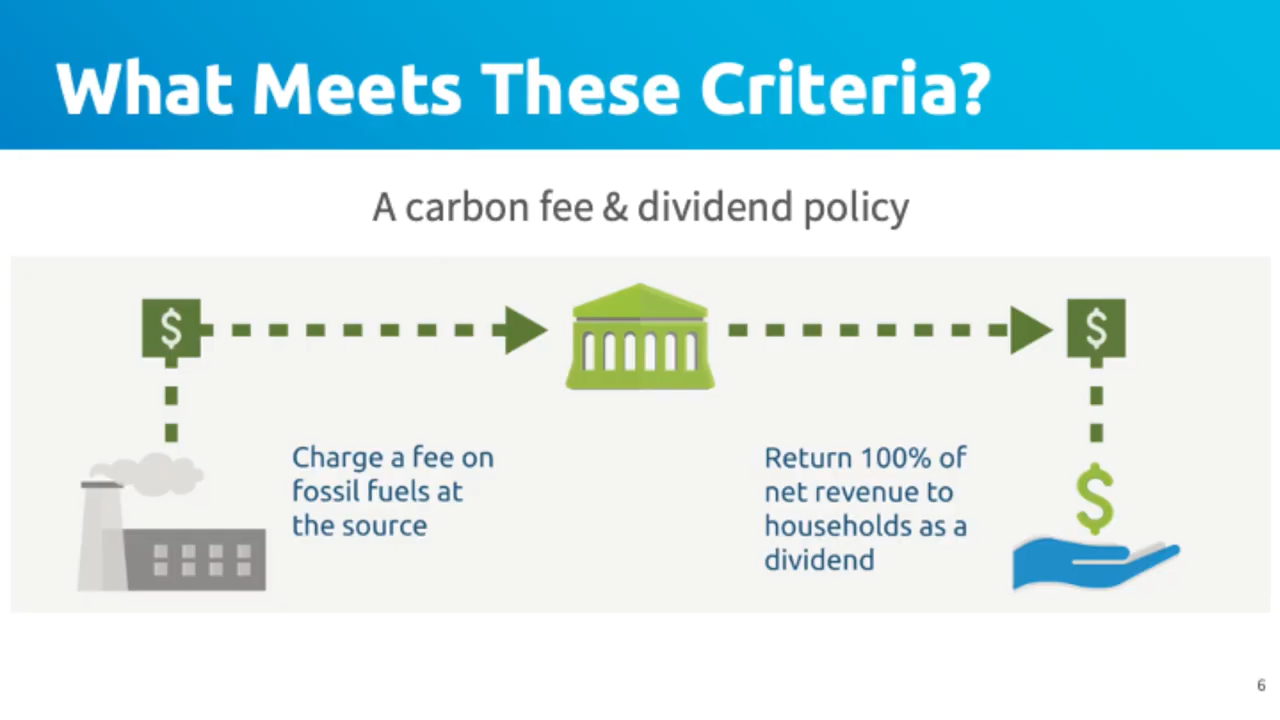 What Meets These Criteria?
A carbon fee & dividend policy
$
$
Charge a fee on
fossil fuels at
the source
Return 100% of
net revenue to
households as a
dividend
$
6